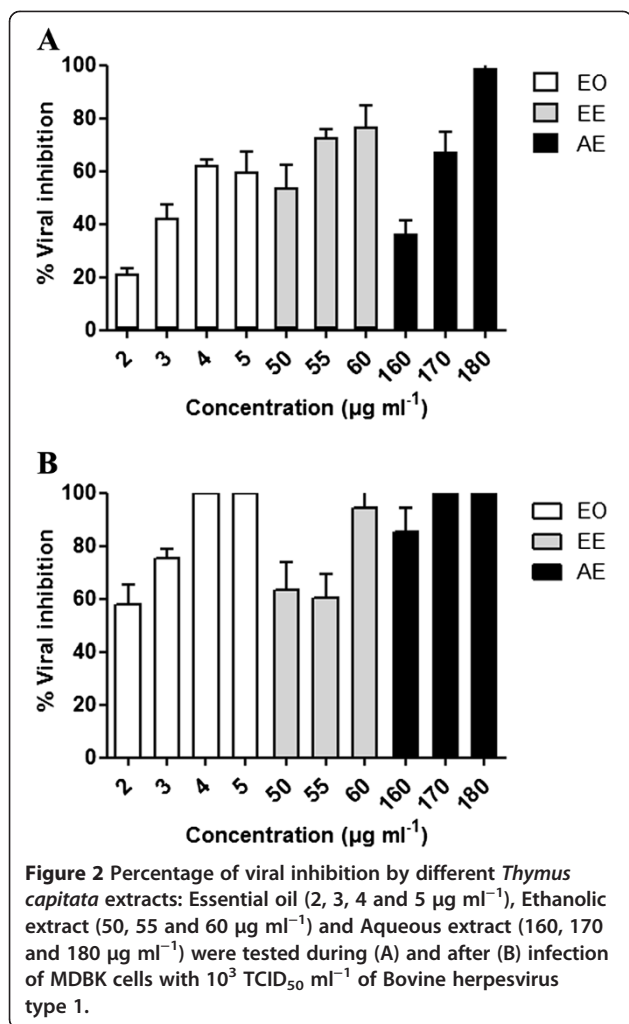 A
100
80
60
40
20
0
% Viral inhibition
2 3 4 5 50 55 60 160 170 180
Concentration (µg ml⁻¹)
EO
EE
AE
B
100
80
60
40
20
0
% Viral inhibition
2 3 4 5 50 55 60 160 170 180
Concentration (µg ml⁻¹)
EO
EE
AE
Figure 2 Percentage of viral inhibition by different Thymus
capitata extracts: Essential oil (2, 3, 4 and 5 µg ml⁻¹), Ethanolic
extract (50, 55 and 60 µg ml⁻¹) and Aqueous extract (160, 170
and 180 µg ml⁻¹) were tested during (A) and after (B) infection
of MDBK cells with 10³ TCID₅₀ ml⁻¹ of Bovine herpesvirus
type 1.